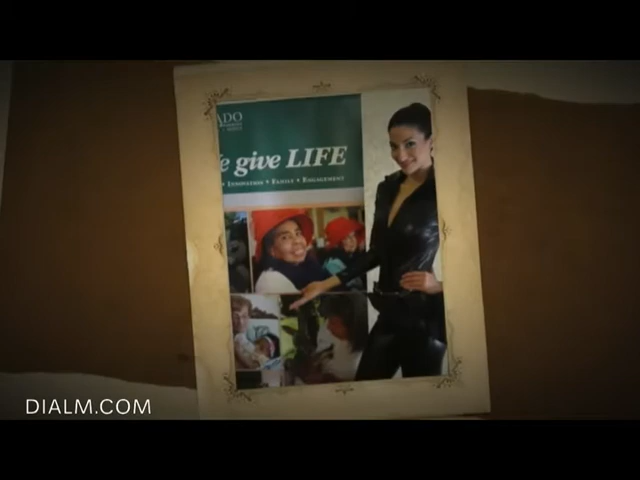 ADO
e give LIFE
• INNOVATION • FAMILY • ENGAGEMENT
DIALM.COM